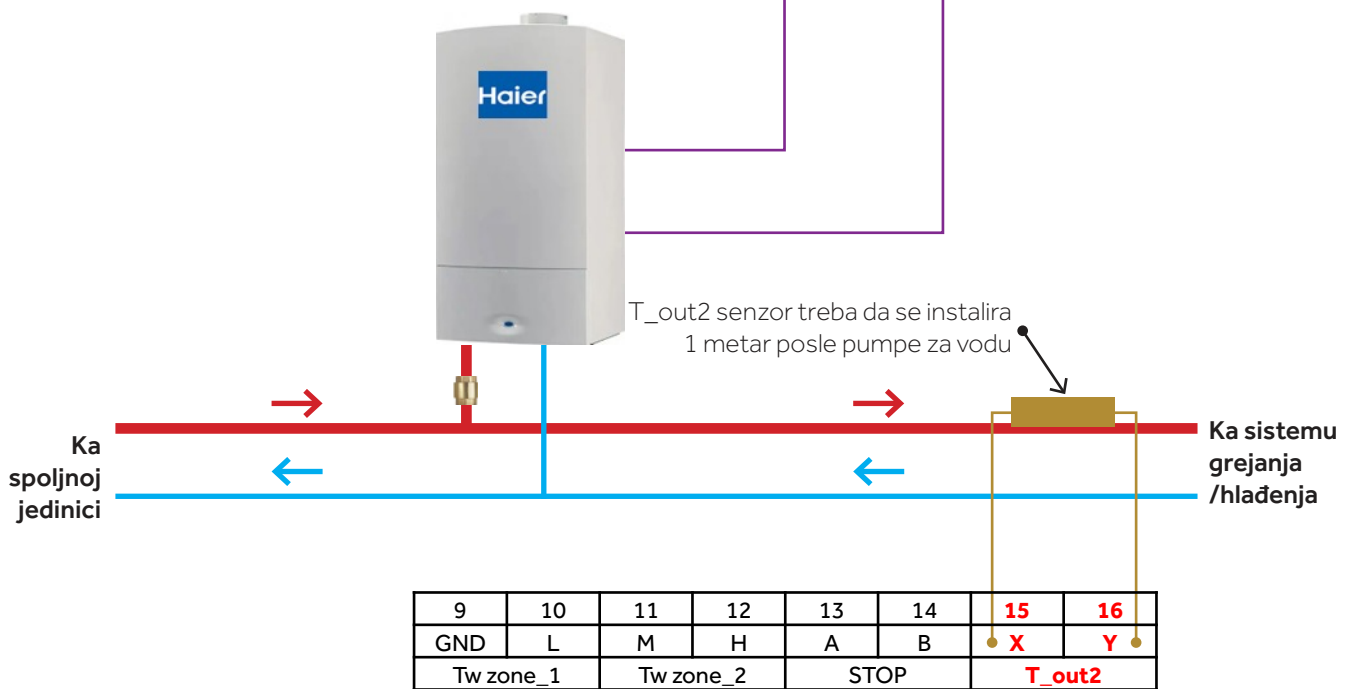 Haier
T_out2 senzor treba da se instalira
1 metar posle pumpe za vodu
Ka
spoljnoj
jedinici
Ka sistemu
grejanja
/hlađenja
9 10 11 12 13 14 15 16
GND L M H A B X Y
Tw zone_1 Tw zone_2 STOP T_out2